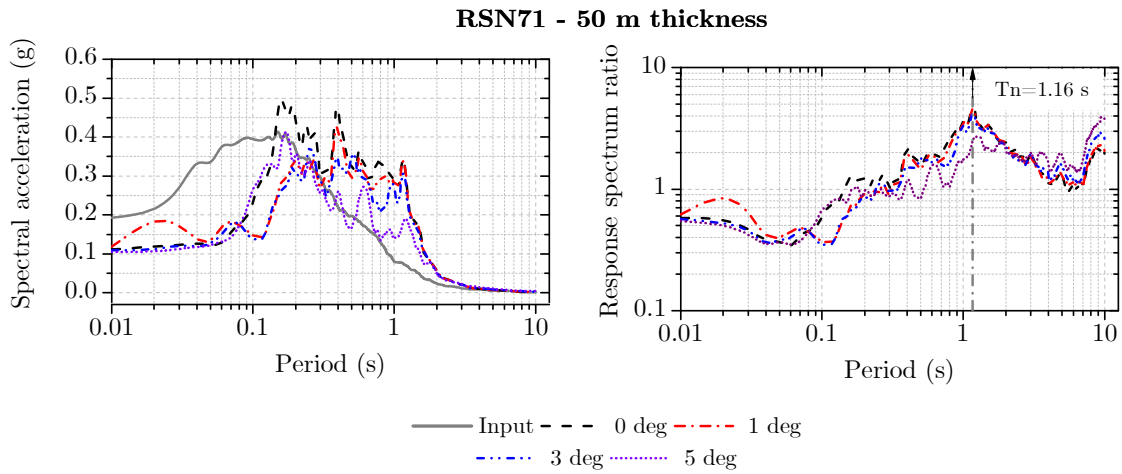 RSN71 - 50 m thickness
Spectral acceleration (g)
0.6
0.5
0.4
0.3
0.2
0.1
0.0
0.01
0.1
1
10
Period (s)
Response spectrum ratio
10
1
0.1
0.01
0.1
1
10
Period (s)
Tn=1.16 s
Input
0 deg
1 deg
3 deg
5 deg